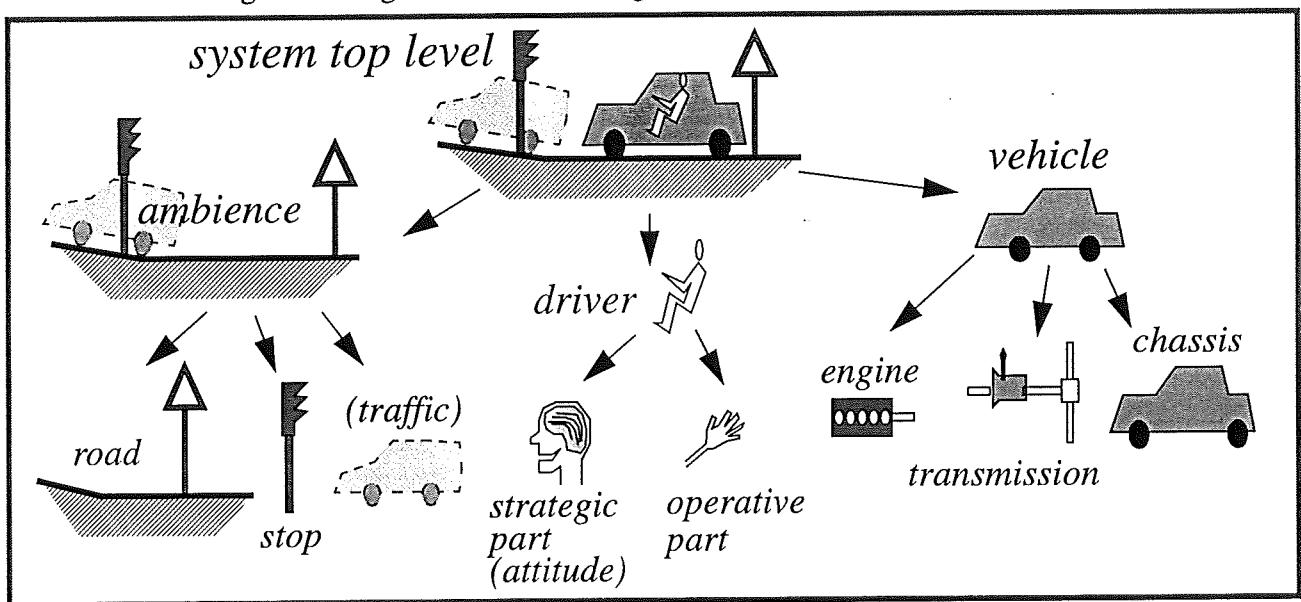 system top level
ambience
vehicle
driver
road
stop
(traffic)
strategic
part
(attitude)
operative
part
engine
transmission
chassis